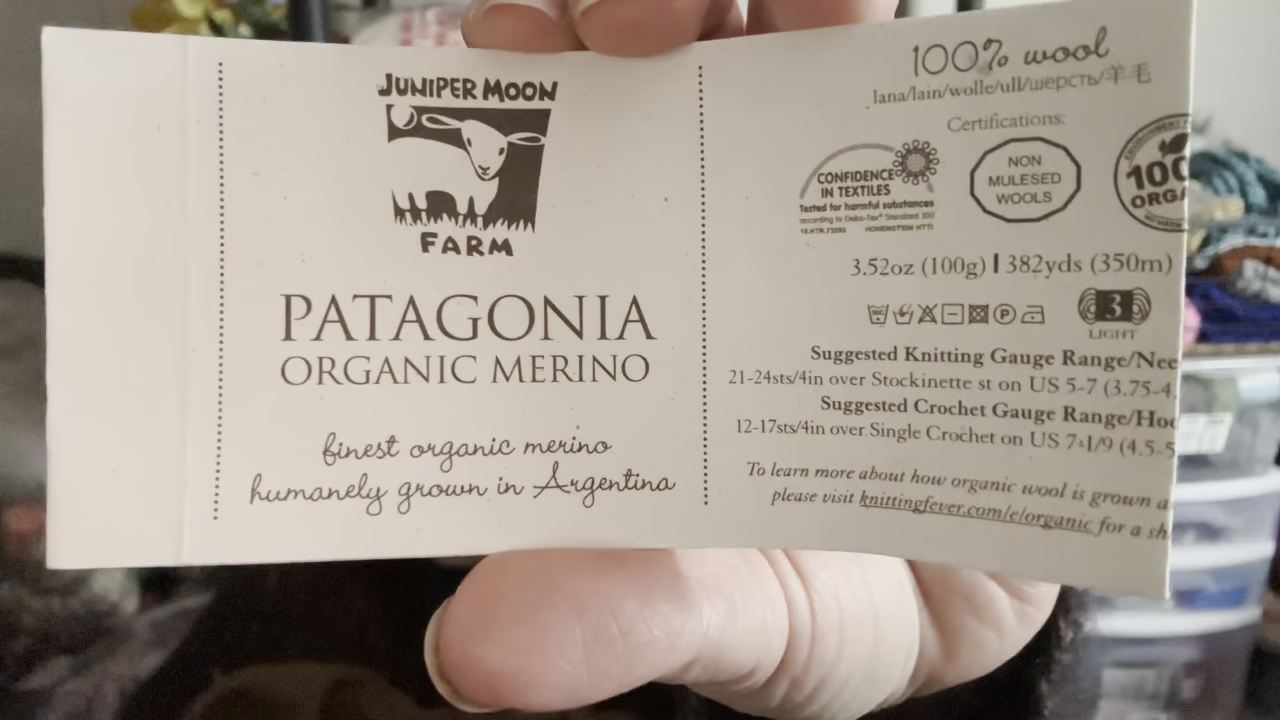 JUNIPER MOON
FARM
PATAGONIA
ORGANIC MERINO
finest organic merino
humanely grown in Argentina
100% wool
lana/lain/wolle/ull/шерсть/羊毛
Certifications:
CONFIDENCE
IN TEXTILES
Tested for harmful substances
according to Oeko-Tex® Standard 100
HOHENSTEIN HTTI
NON
MULESED
WOOLS
100
ORGA
3.52oz (100g) | 382yds (350m)
3
LIGHT
Suggested Knitting Gauge Range/Nee
21-24sts/4in over Stockinette st on US 5-7 (3.75-4.
Suggested Crochet Gauge Range/Hoo
12-17sts/4in over Single Crochet on US 7-I/9 (4.5-5
To learn more about how organic wool is grown a
please visit knittingfever.com/e/organic for a sh